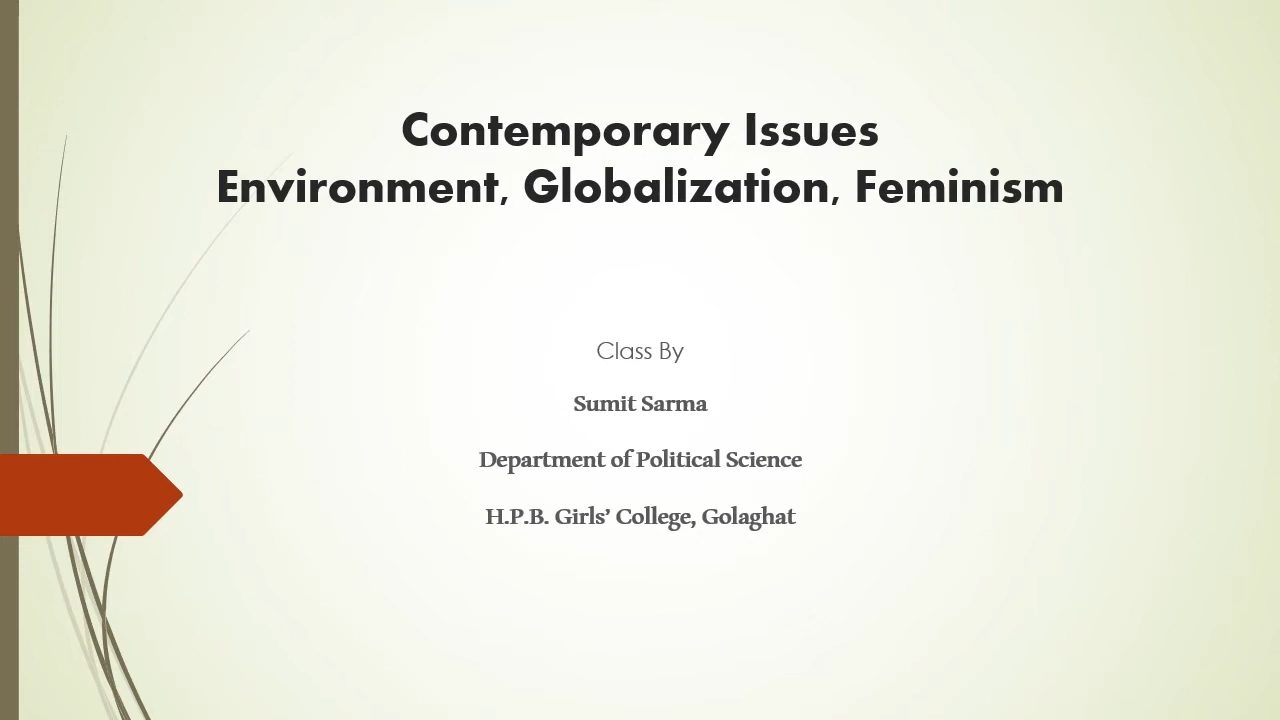 Contemporary Issues
Environment, Globalization, Feminism
Class By
Sumit Sarma
Department of Political Science
H.P.B. Girls’ College, Golaghat